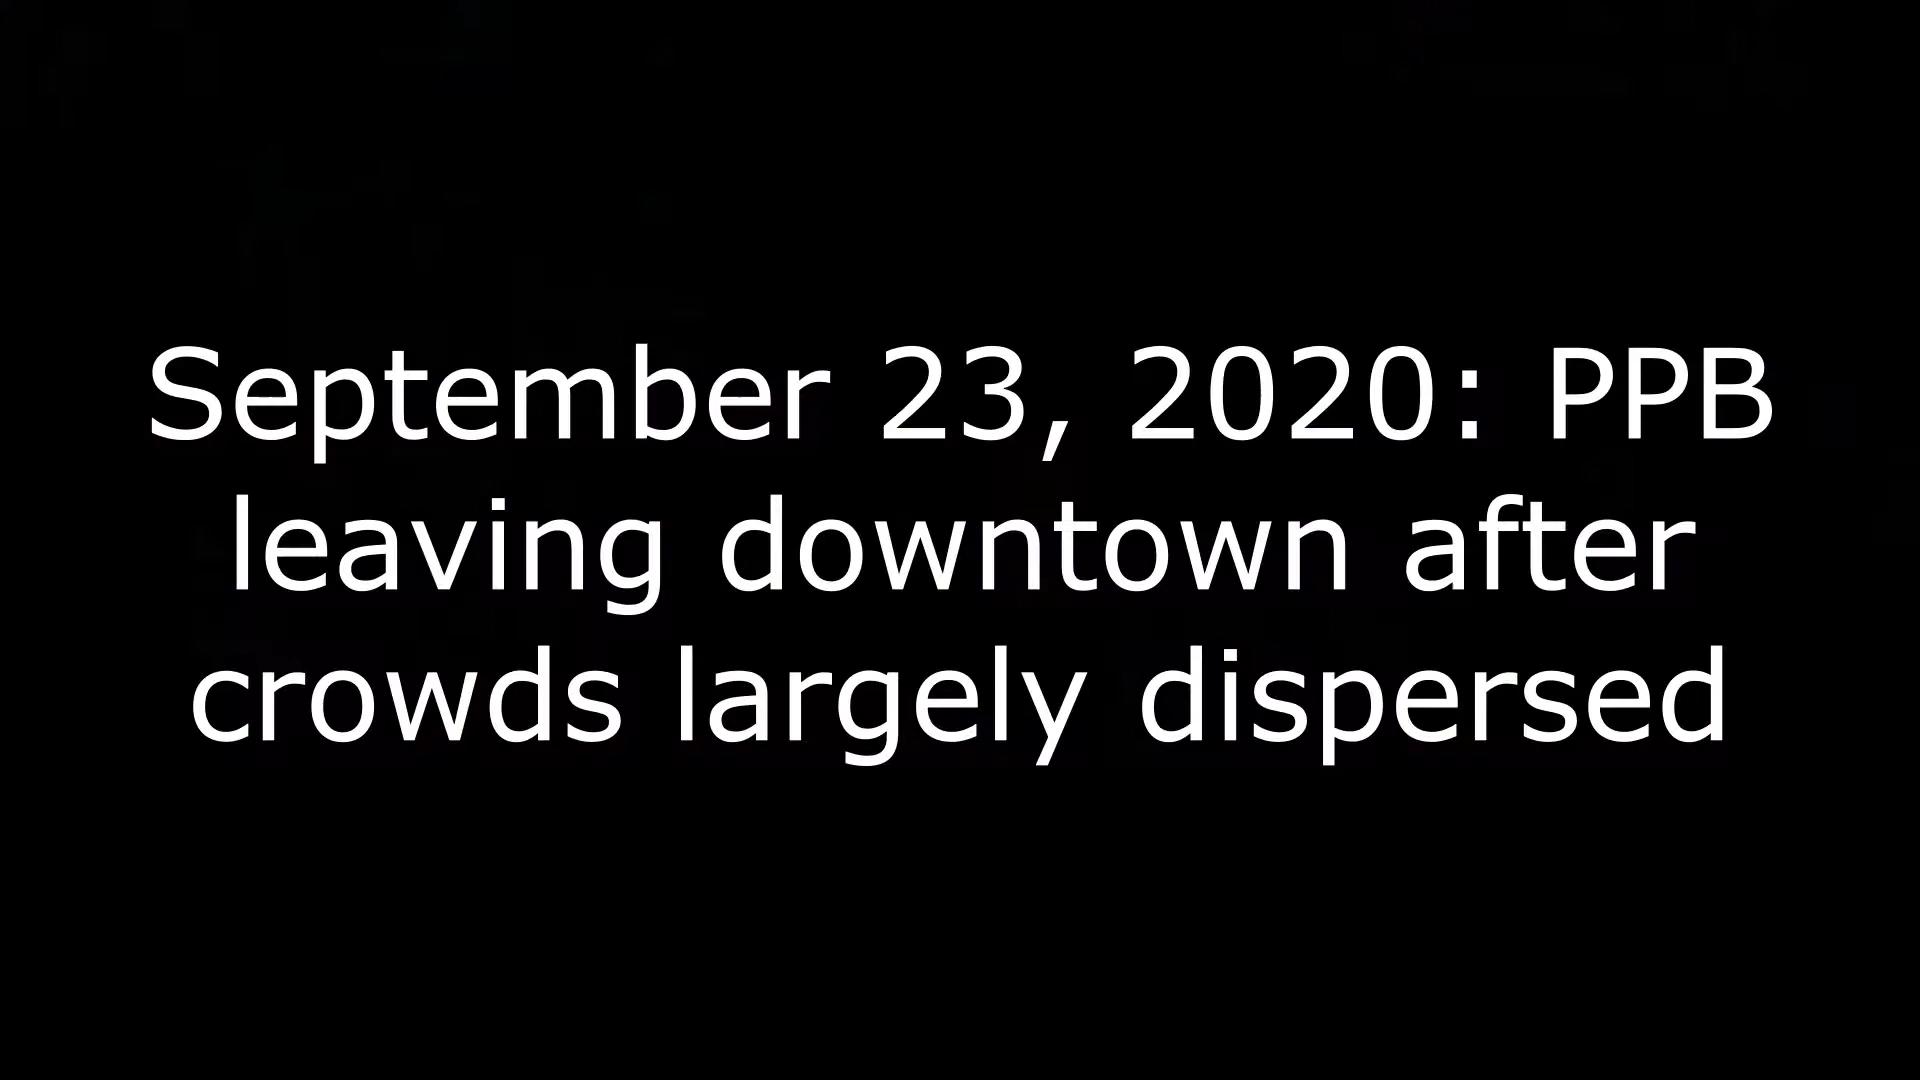 September 23, 2020: PPB
leaving downtown after
crowds largely dispersed